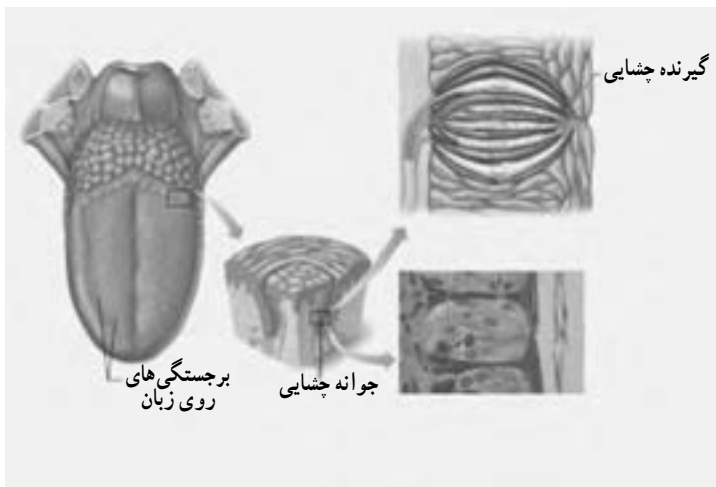 گیرنده چشایی
برجستگی‌های
روی زبان
جوانه چشایی